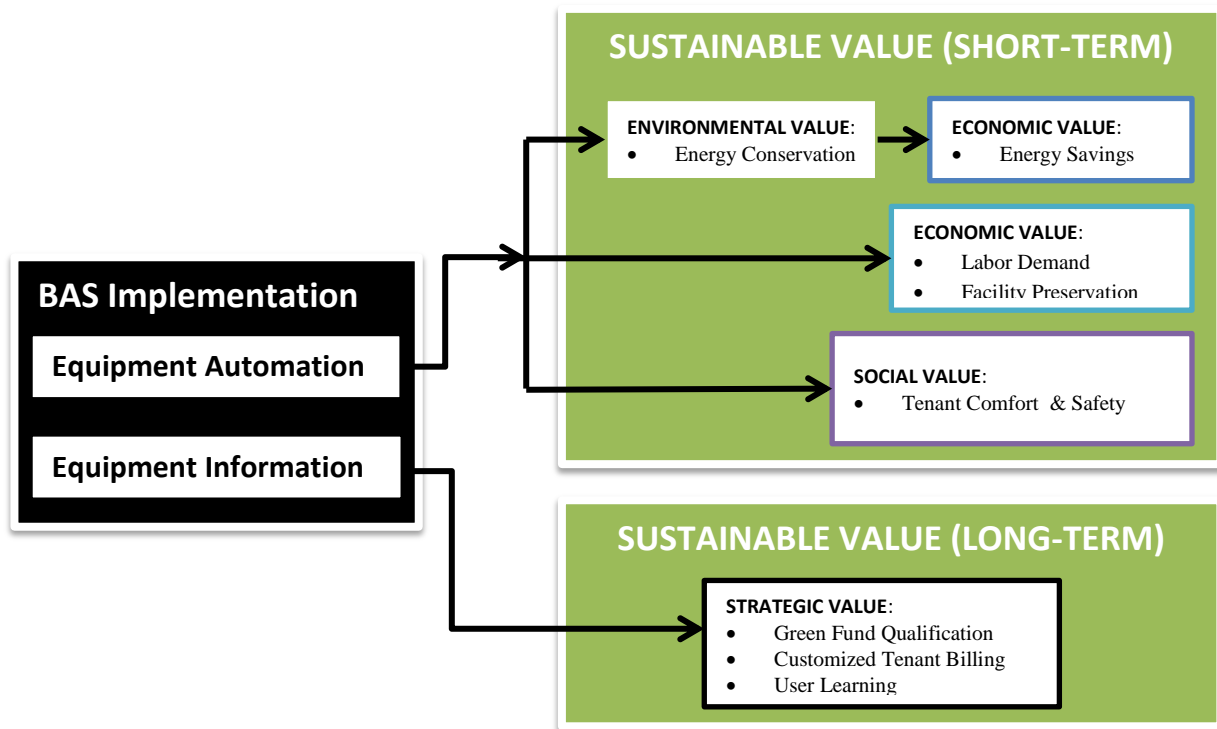 SUSTAINABLE VALUE (SHORT-TERM)
ENVIRONMENTAL VALUE:
• Energy Conservation
ECONOMIC VALUE:
• Energy Savings
ECONOMIC VALUE:
• Labor Demand
• Facility Preservation
BAS Implementation
Equipment Automation
Equipment Information
SOCIAL VALUE:
• Tenant Comfort & Safety
SUSTAINABLE VALUE (LONG-TERM)
STRATEGIC VALUE:
• Green Fund Qualification
• Customized Tenant Billing
• User Learning